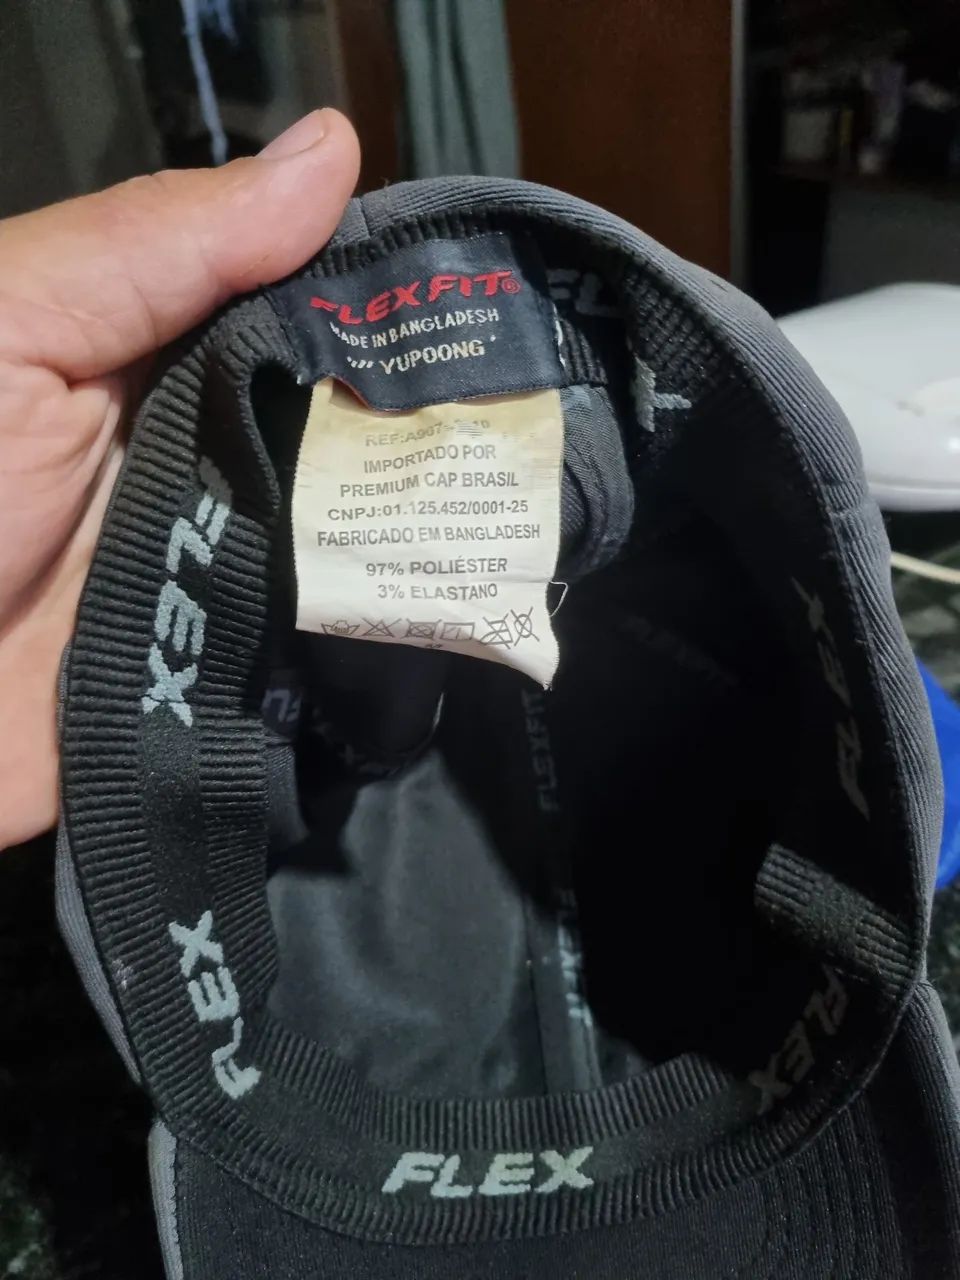 FLEXFIT®
MADE IN BANGLADESH
YUPOONG
IMPORTADO POR
PREMIUM CAP BRASIL
CNPJ:01.125.452/0001-25
FABRICADO EM BANGLADESH
97% POLIÉSTER
3% ELASTANO
FLEX
FLEX
FLEX
FLEX
FLEX
FLEXFIT